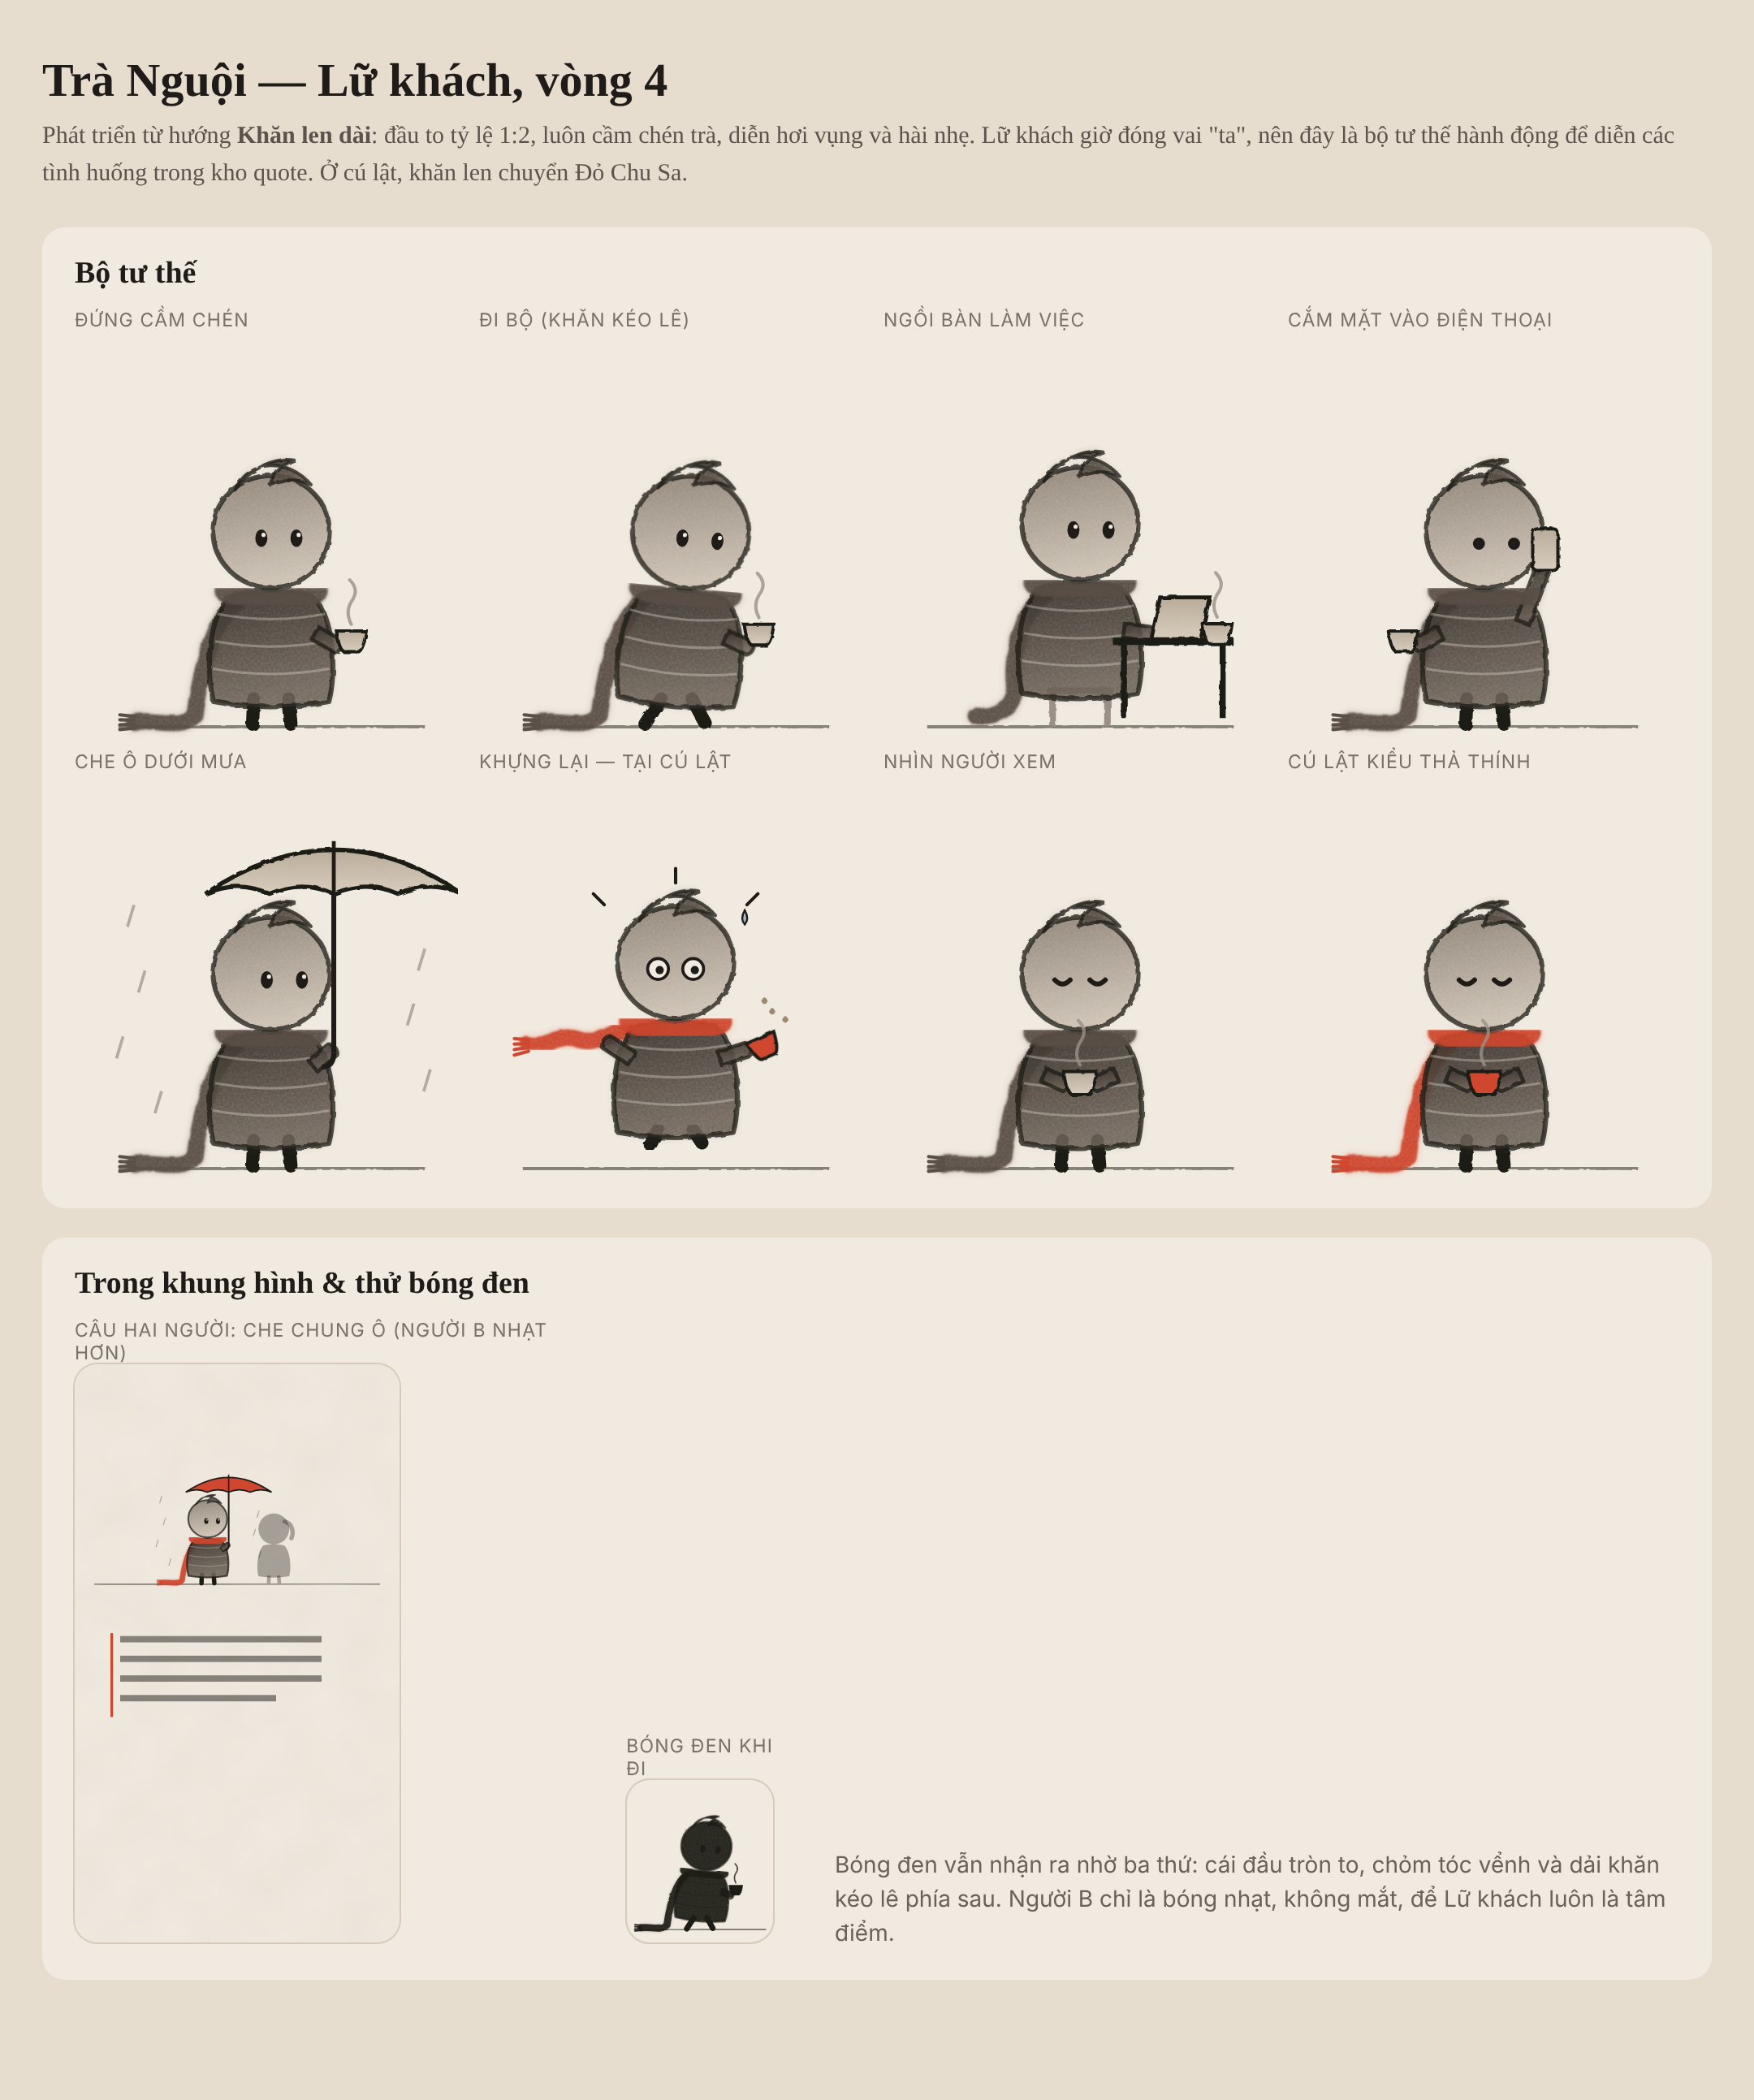 Trà Nguội — Lữ khách, vòng 4
Phát triển từ hướng Khăn len dài: đầu to tỷ lệ 1:2, luôn cầm chén trà, diễn hơi vụng và hài nhẹ. Lữ khách giờ đóng vai "ta", nên đây là bộ tư thế hành động để diễn các
tình huống trong kho quote. Ở cú lật, khăn len chuyển Đỏ Chu Sa.
Bộ tư thế
ĐỨNG CẦM CHÉN
ĐI BỘ (KHĂN KÉO LÊ)
NGỒI BÀN LÀM VIỆC
CẮM MẶT VÀO ĐIỆN THOẠI
CHE Ô DƯỚI MƯA
KHỰNG LẠI — TẠI CÚ LẬT
NHÌN NGƯỜI XEM
CÚ LẬT KIỂU THẢ THÍNH
Trong khung hình & thử bóng đen
CÂU HAI NGƯỜI: CHE CHUNG Ô (NGƯỜI B NHẠT
HƠN)
BÓNG ĐEN KHI
ĐI
Bóng đen vẫn nhận ra nhờ ba thứ: cái đầu tròn to, chỏm tóc vểnh và dải khăn
kéo lê phía sau. Người B chỉ là bóng nhạt, không mắt, để Lữ khách luôn là tâm
điểm.